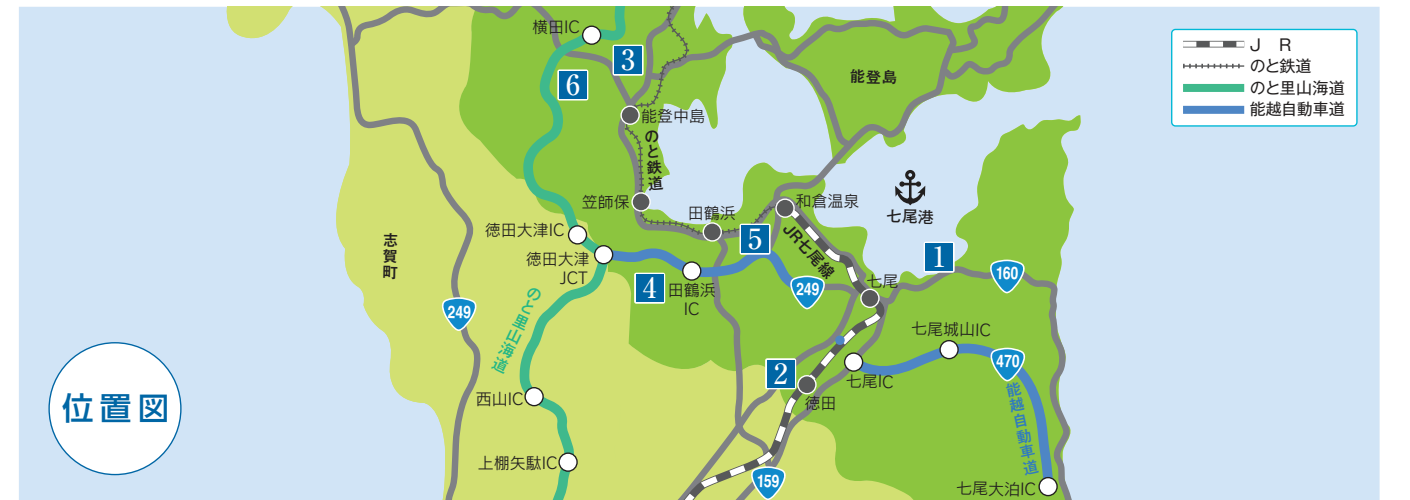 横田IC
3
6
能登島
J R
のと鉄道
のと里山海道
能越自動車道
能登中島
のと鉄道
笠師保
田鶴浜
和倉温泉
七尾港
徳田大津IC
徳田大津
JCT
志賀町
5
JR七尾線
1
160
4
田鶴浜
IC
249
七尾
249
のと里山海道
七尾城山IC
470
位置図
2
七尾IC
徳田
能越自動車道
西山IC
上棚矢駄IC
159
七尾大泊IC